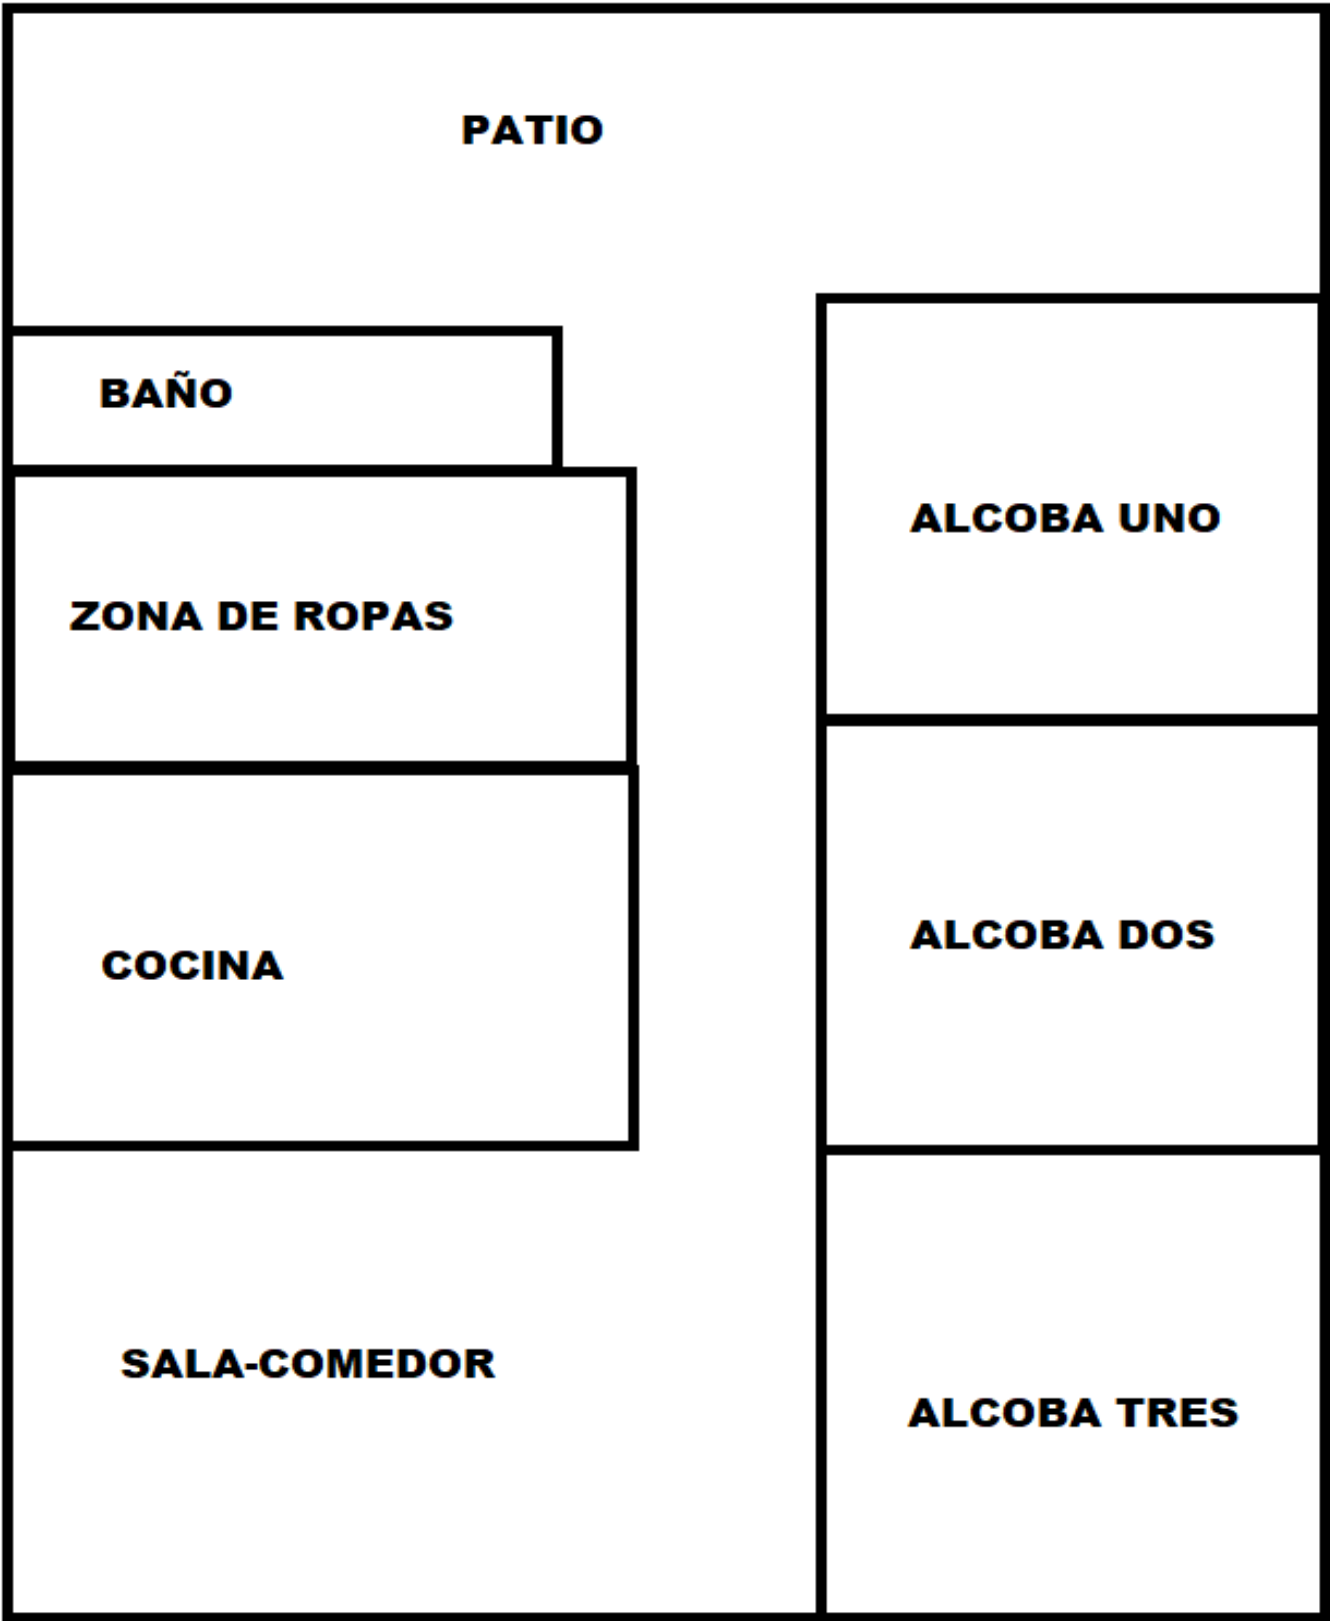 PATIO
BAÑO
ALCOBA UNO
ZONA DE ROPAS
ALCOBA DOS
COCINA
SALA-COMEDOR
ALCOBA TRES